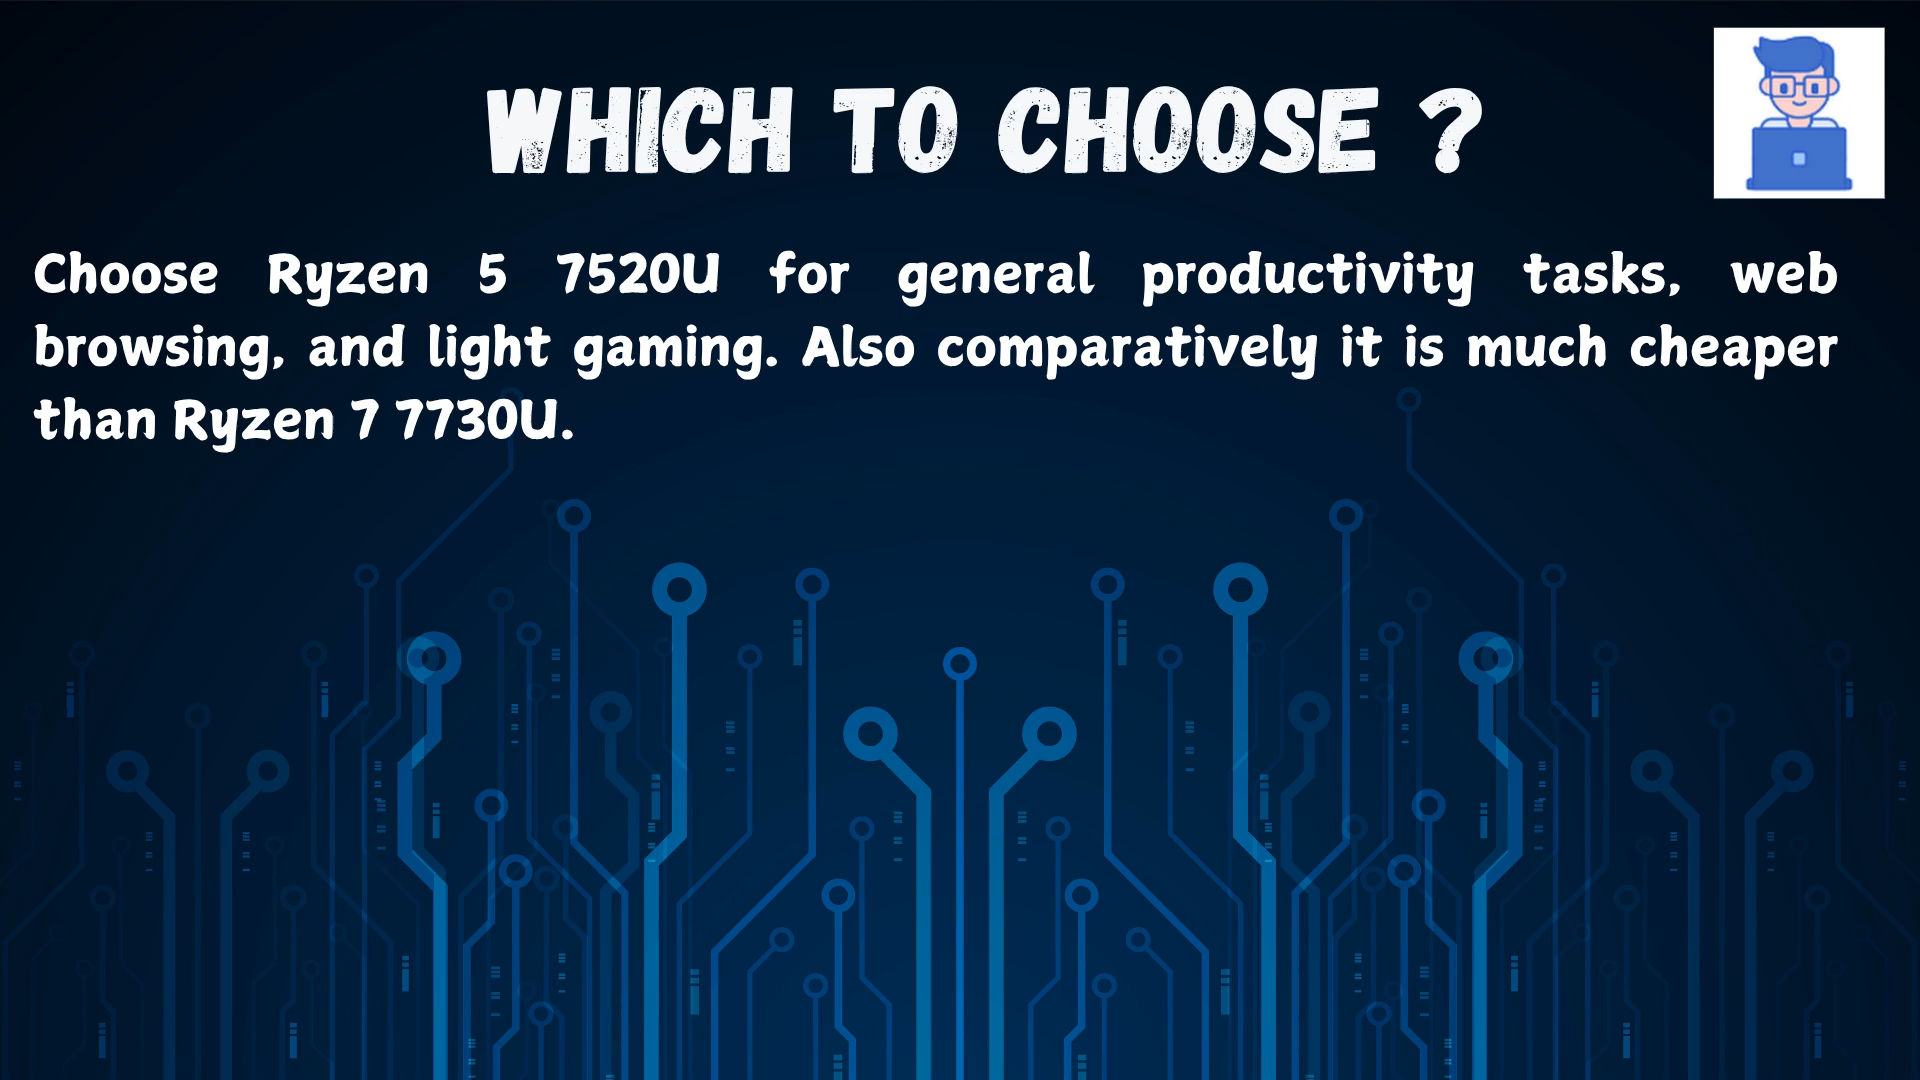 WHICH TO CHOOSE ?
Choose Ryzen 5 7520U for general productivity tasks, web
browsing, and light gaming. Also comparatively it is much cheaper
than Ryzen 7 7730U.